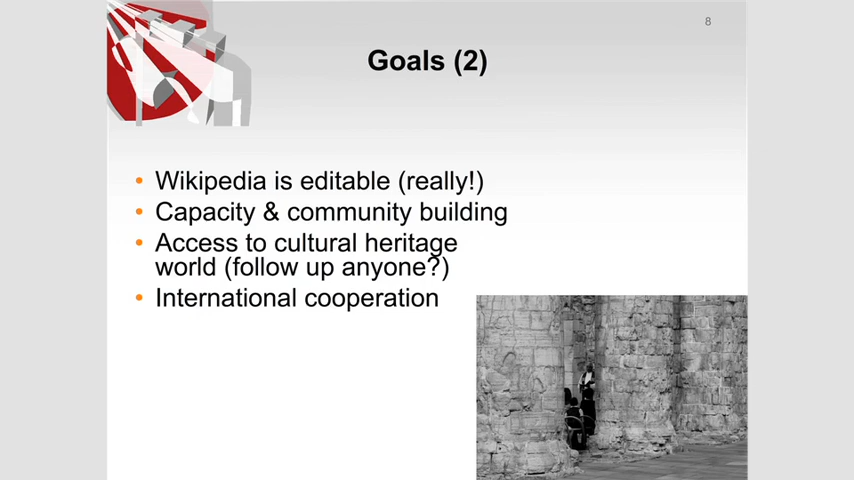 8
Goals (2)
• Wikipedia is editable (really!)
• Capacity & community building
• Access to cultural heritage
world (follow up anyone?)
• International cooperation